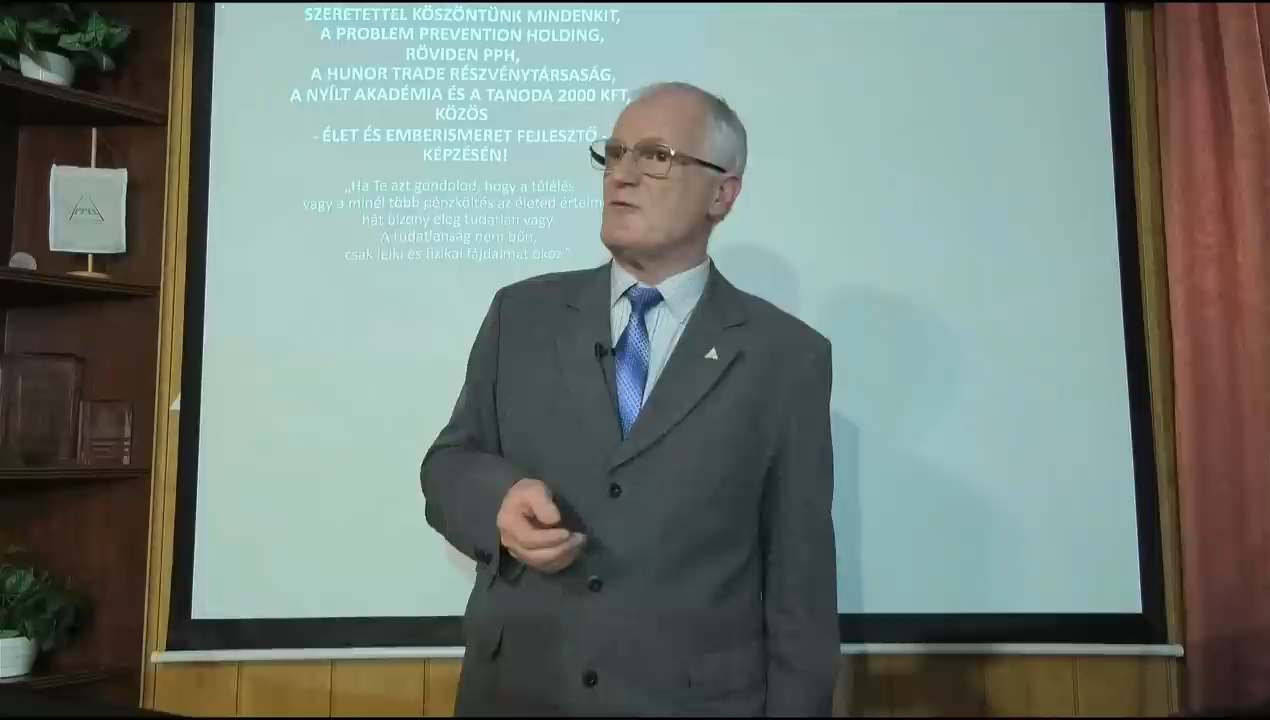 SZERETETTEL KÖSZÖNTÜNK MINDENKIT,
A PROBLEM PREVENTION HOLDING,
RÖVIDEN PPH,
A HUNOR TRADE RÉSZVÉNYTÁRSASÁG,
A NYÍLT AKADÉMIA ÉS A TANODA 2000 KFT,
KÖZÖS
- ÉLET ÉS EMBERISMERET FEJLESZTŐ -
KÉPZÉSÉN!
„Ha Te azt gondolod, hogy a túlélés
vagy a minél több pénzköltés az életed
hát bizony elég tudatlan vagy
A tudatlanság nem bűn,
csak lelki és fizikai fájdalmat okoz."